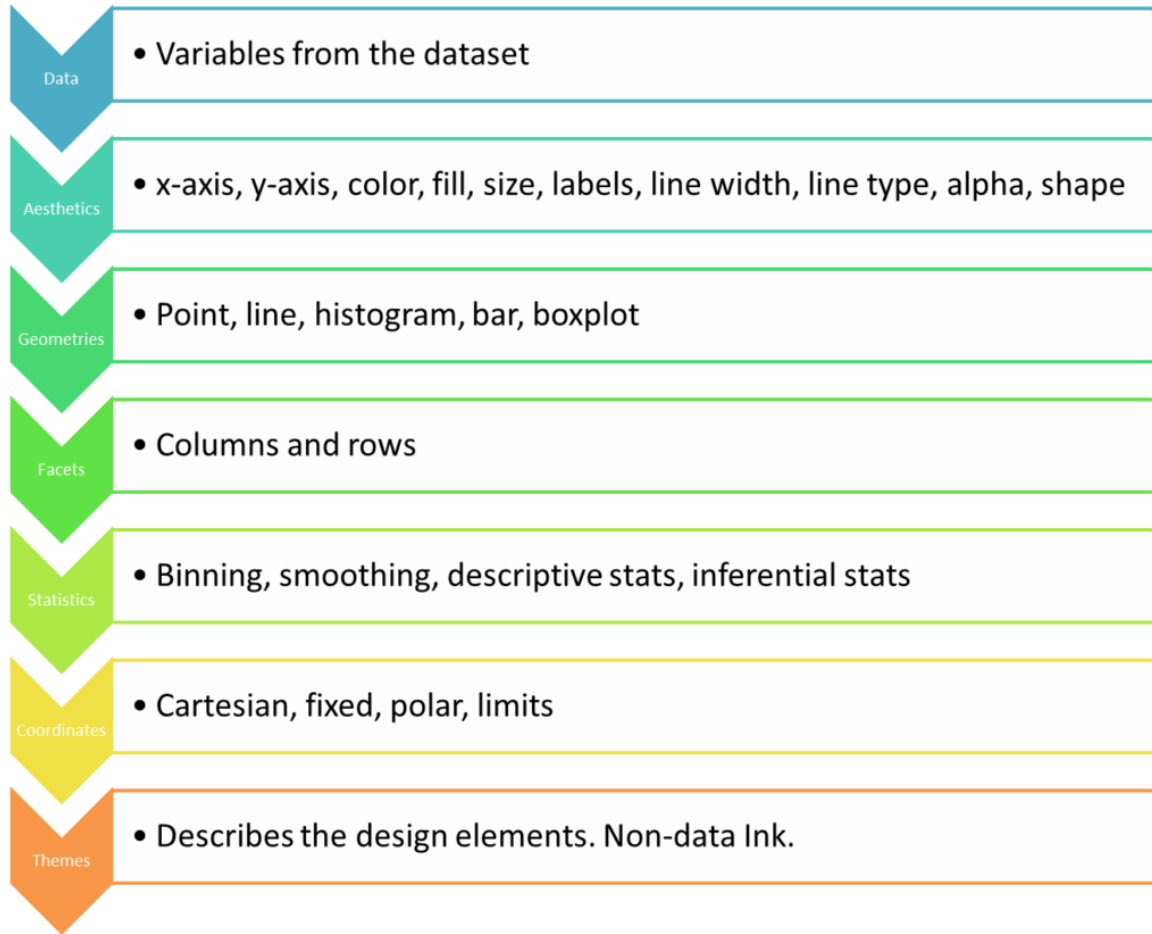 Data
• Variables from the dataset
Aesthetics
• x-axis, y-axis, color, fill, size, labels, line width, line type, alpha, shape
Geometries
• Point, line, histogram, bar, boxplot
Facets
• Columns and rows
Statistics
• Binning, smoothing, descriptive stats, inferential stats
Coordinates
• Cartesian, fixed, polar, limits
Themes
• Describes the design elements. Non-data Ink.